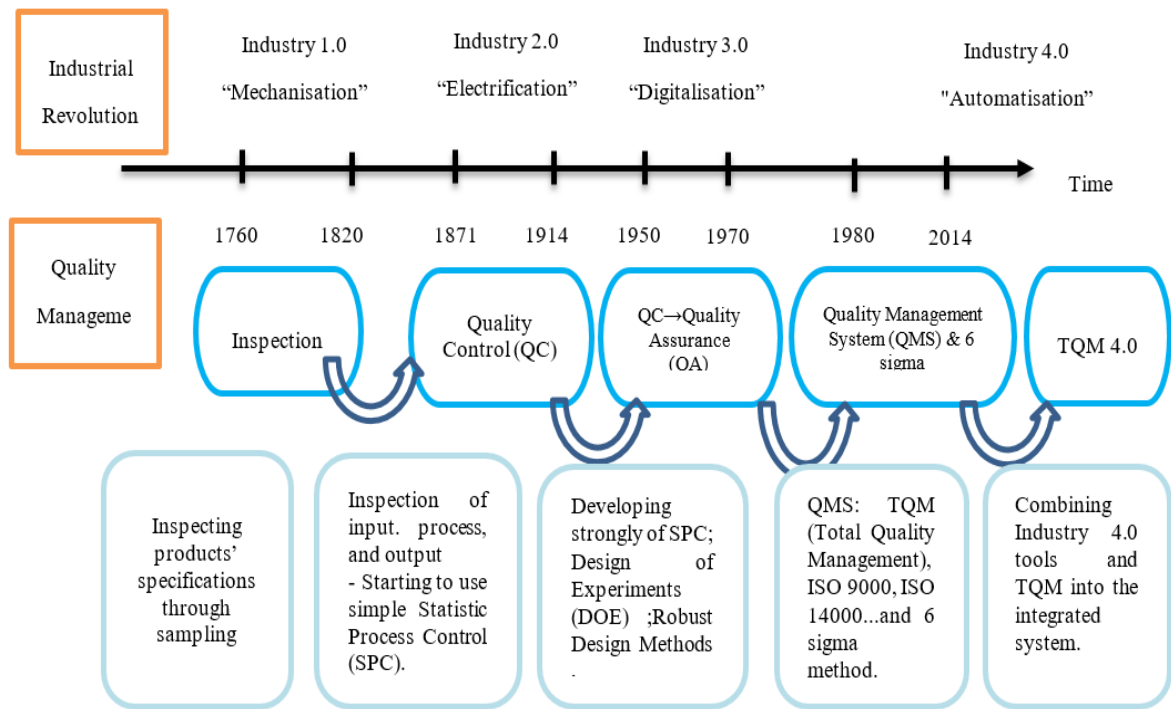 Industrial
Revolution
Industry 1.0
“Mechanisation”
Industry 2.0
“Electrification”
Industry 3.0
“Digitalisation”
Industry 4.0
"Automatisation”
Time
1760
1820
1871
1914
1950
1970
1980
2014
Quality
Manageme
Inspection
Quality
Control (QC)
QC→Quality
Assurance
(OA)
Quality Management
System (QMS) & 6
sigma
TQM 4.0
Inspecting
products’
specifications
through
sampling
Inspection of
input. process,
and output
- Starting to use
simple Statistic
Process Control
(SPC).
Developing
strongly of SPC;
Design of
Experiments
(DOE) ;Robust
Design Methods
.
QMS: TQM
(Total Quality
Management),
ISO 9000, ISO
14000...and 6
sigma
method.
Combining
Industry 4.0
tools and
TQM into the
integrated
system.